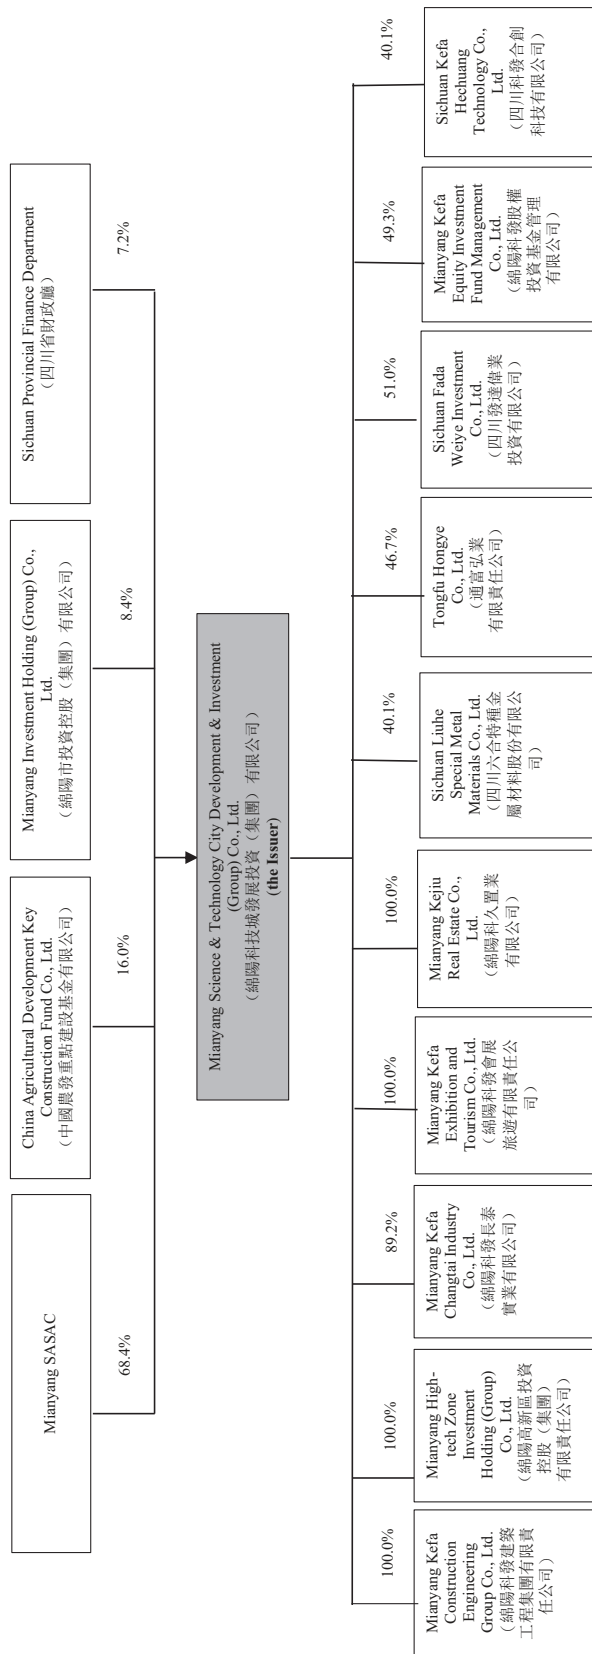 Mianyang SASAC
China Agricultural Development Key
Construction Fund Co., Ltd.
(中國農發重點建設基金有限公司)
Mianyang Investment Holding (Group) Co.,
Ltd.
(綿陽市投資控股（集團）有限公司)
Sichuan Provincial Finance Department
(四川省財政廳)
68.4%
16.0%
8.4%
7.2%
Mianyang Science & Technology City Development & Investment
(Group) Co., Ltd.
(綿陽科技城發展投資（集團）有限公司)
(the Issuer)
100.0%
100.0%
89.2%
100.0%
100.0%
40.1%
46.7%
51.0%
49.3%
40.1%
Mianyang Kefa
Construction
Engineering
Group Co., Ltd.
(綿陽科發建築
工程集團有限責
任公司)
Mianyang High-
tech Zone
Investment
Holding (Group)
Co., Ltd.
(綿陽高新區投資
控股（集團）
有限責任公司)
Mianyang Kefa
Changtai Industry
Co., Ltd.
(綿陽科發長泰
實業有限公司)
Mianyang Kefa
Exhibition and
Tourism Co., Ltd.
(綿陽科發會展
旅遊有限責任公
司)
Mianyang Kejiu
Real Estate Co.,
Ltd.
(綿陽科久置業
有限公司)
Sichuan Liuhe
Special Metal
Materials Co., Ltd.
(四川六合特種金
屬材料股份有限公
司)
Tongfu Hongye
Co., Ltd.
(通富弘業
有限責任公司)
Sichuan Fada
Weiye Investment
Co., Ltd.
(四川發達偉業
投資有限公司)
Mianyang Kefa
Equity Investment
Fund Management
Co., Ltd.
(綿陽科發股權
投資基金管理
有限公司)
Sichuan Kefa
Hechuang
Technology Co.,
Ltd.
(四川科發合創
科技有限公司)